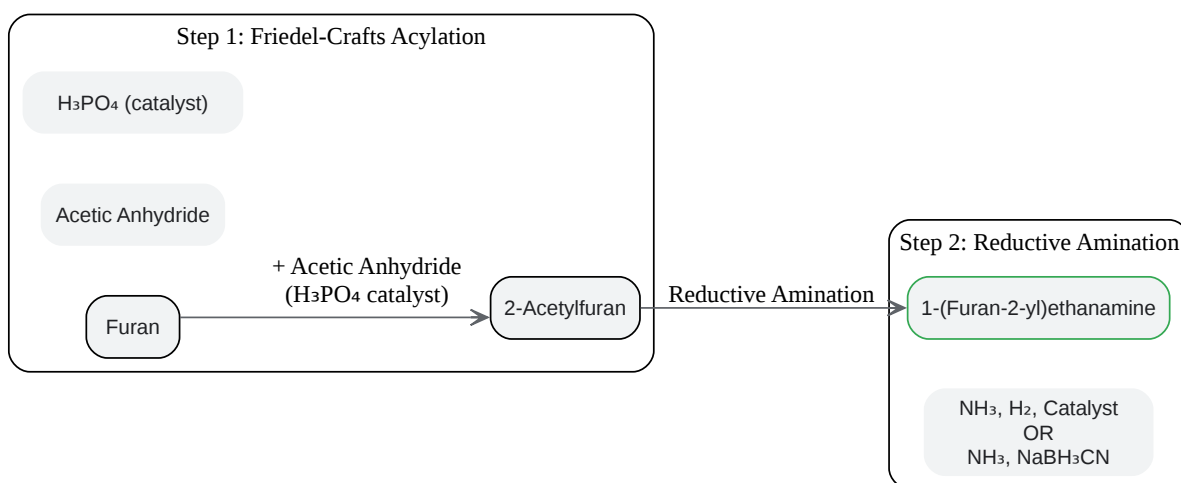 Step 1: Friedel-Crafts Acylation
H₃PO₄ (catalyst)
Acetic Anhydride
+ Acetic Anhydride
(H₃PO₄ catalyst)
Furan
2-Acetylfuran
Reductive Amination
Step 2: Reductive Amination
1-(Furan-2-yl)ethanamine
NH₃, H₂, Catalyst
OR
NH₃, NaBH₃CN